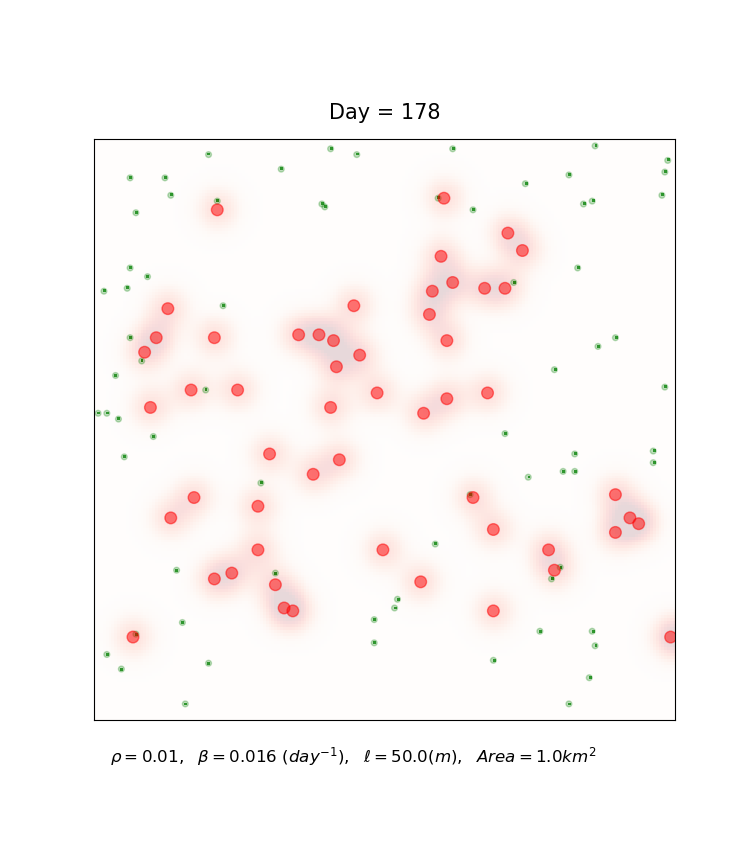 Day = 178
ρ = 0.01, β = 0.016 (day⁻¹), ℓ = 50.0(m), Area = 1.0km²